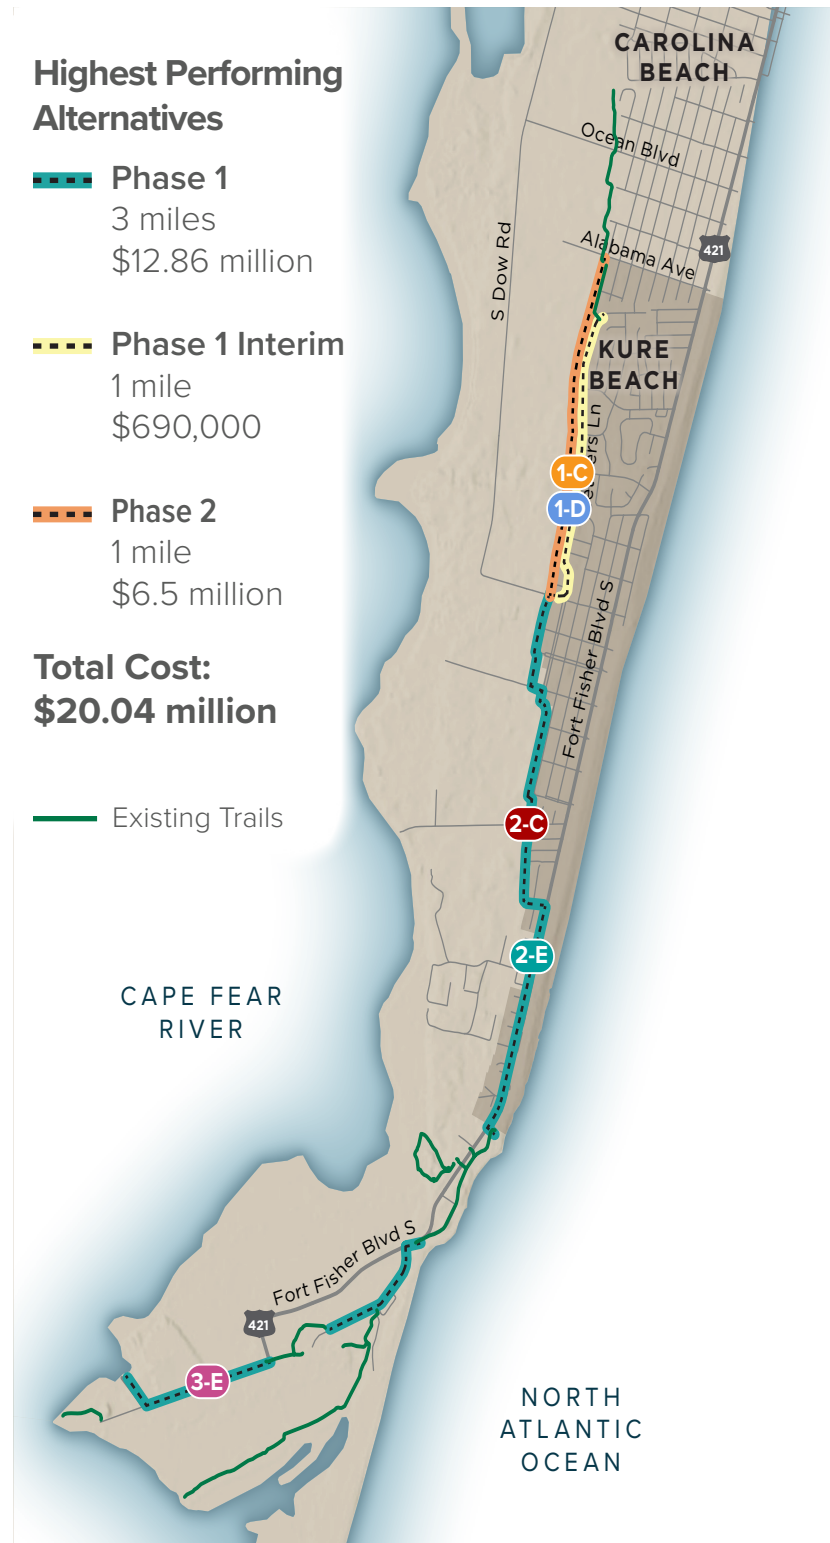 Highest Performing
Alternatives
Phase 1
3 miles
$12.86 million
Phase 1 Interim
1 mile
$690,000
Phase 2
1 mile
$6.5 million
Total Cost:
$20.04 million
Existing Trails
CAROLINA
BEACH
Ocean Blvd
Alabama Ave
421
S Dow Rd
KURE
BEACH
Ln
1-C
1-D
Fort Fisher Blvd S
2-C
2-E
CAPE FEAR
RIVER
Fort Fisher Blvd S
421
3-E
NORTH
ATLANTIC
OCEAN